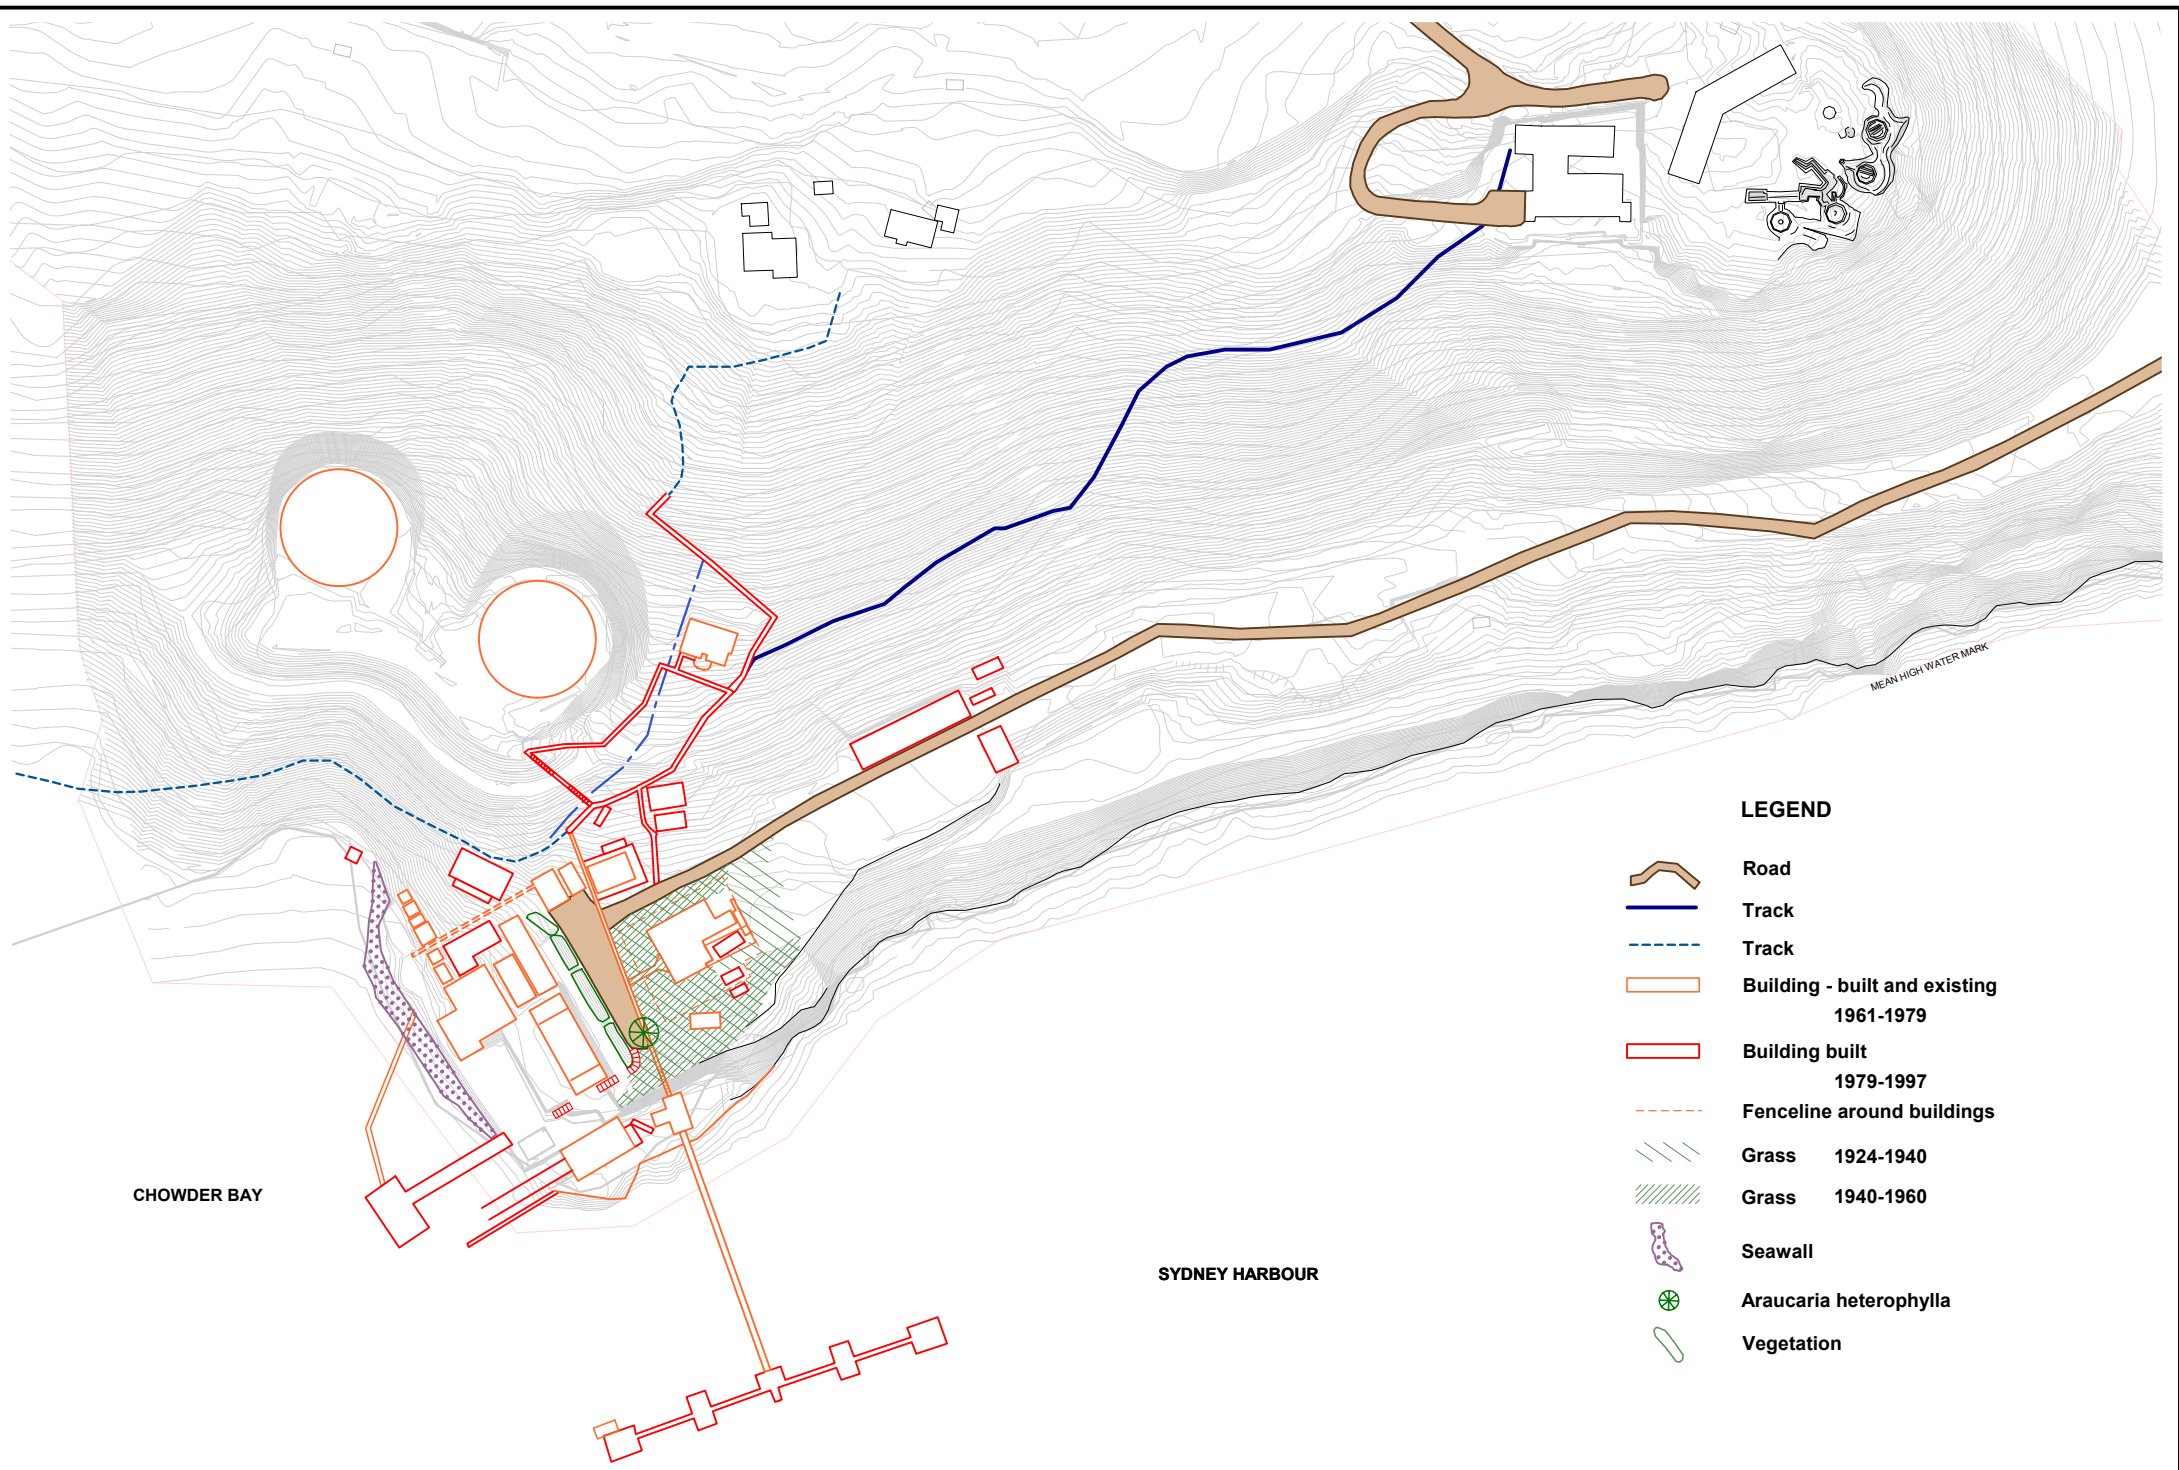 MEAN HIGH WATER MARK
CHOWDER BAY
SYDNEY HARBOUR
LEGEND
Road
Track
Track
Building - built and existing
1961-1979
Building built
1979-1997
Fenceline around buildings
Grass 1924-1940
Grass 1940-1960
Seawall
Araucaria heterophylla
Vegetation